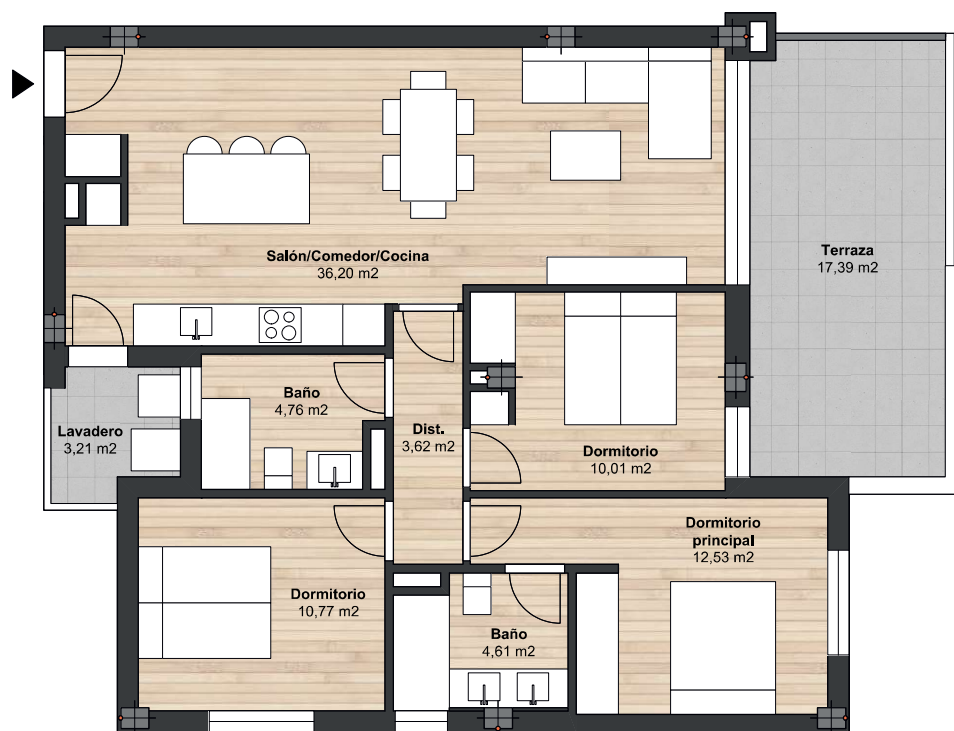 Salón/Comedor/Cocina
36,20 m2
Terraza
17,39 m2
Baño
4,76 m2
Lavadero
3,21 m2
Dist.
3,62 m2
Dormitorio
10,01 m2
Dormitorio
principal
12,53 m2
Dormitorio
10,77 m2
Baño
4,61 m2